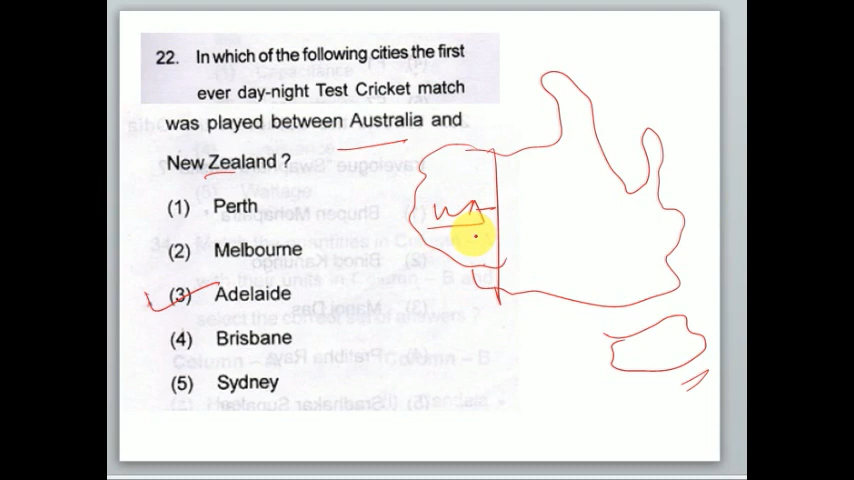 22. In which of the following cities the first
ever day-night Test Cricket match
was played between Australia and
New Zealand ?
(1) Perth
(2) Melbourne
(3) Adelaide
(4) Brisbane
(5) Sydney
WA